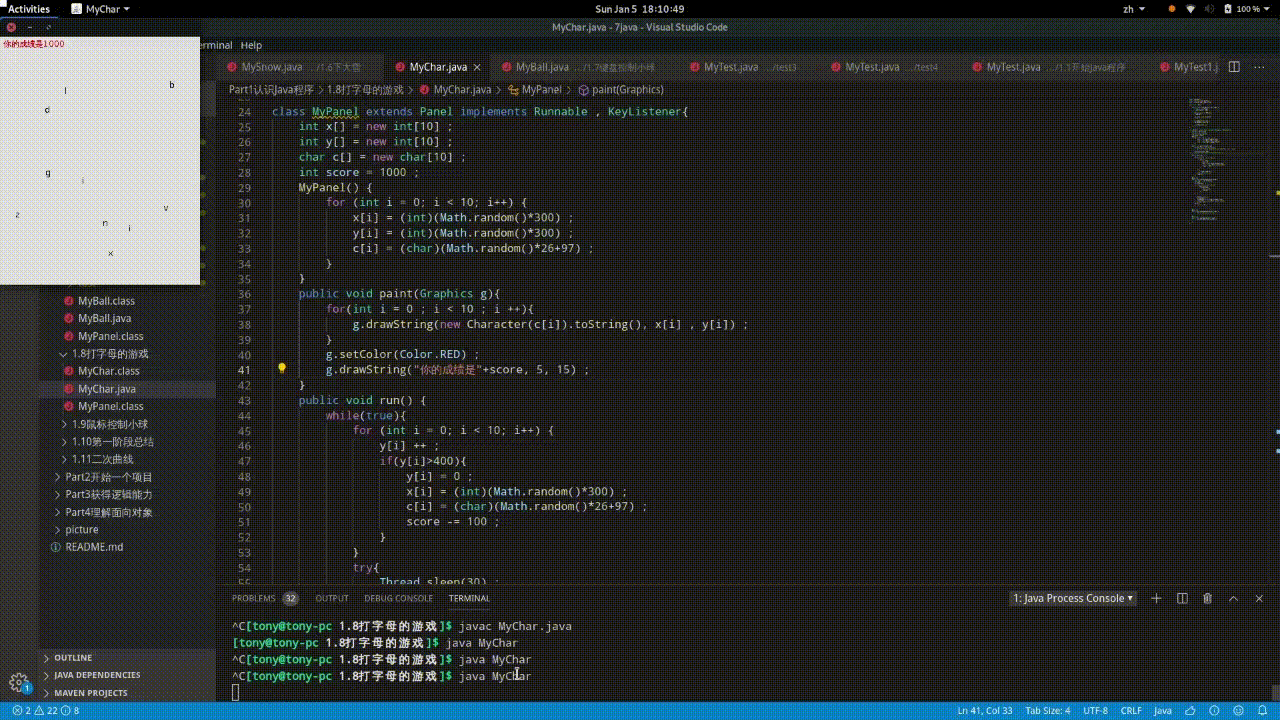 Activities MyChar Sun Jan 5 18:10:49 zh 100 %
MyChar.java - 7java - Visual Studio Code
你的成绩是1000
l
b
d
g
i
z
v
n
i
x
erminal Help
MySnow.java .../1.6下大雪 MyChar.java MyBall.java .../1.7键盘控制小球 MyTest.java .../test3 MyTest.java .../test4 MyTest.java .../1.1开始Java程序 MyTest1.j
Part1认识Java程序 > 1.8打字母的游戏 > MyChar.java > MyPanel > paint(Graphics)
24 class MyPanel extends Panel implements Runnable , KeyListener{
25 int x[] = new int[10] ;
26 int y[] = new int[10] ;
27 char c[] = new char[10] ;
28 int score = 1000 ;
29 MyPanel() {
30 for (int i = 0; i < 10; i++) {
31 x[i] = (int)(Math.random()*300) ;
32 y[i] = (int)(Math.random()*300) ;
33 c[i] = (char)(Math.random()*26+97) ;
34 }
35 }
36 public void paint(Graphics g){
37 for(int i = 0 ; i < 10 ; i ++){
38 g.drawString(new Character(c[i]).toString(), x[i] , y[i]) ;
39 }
40 g.setColor(Color.RED) ;
41 g.drawString("你的成绩是"+score, 5, 15) ;
42 }
43 public void run() {
44 while(true){
45 for (int i = 0; i < 10; i++) {
46 y[i] ++ ;
47 if(y[i]>400){
48 y[i] = 0 ;
49 x[i] = (int)(Math.random()*300) ;
50 c[i] = (char)(Math.random()*26+97) ;
51 score -= 100 ;
52 }
53 }
54 try{
55 Thread.sleep(30) ;
MyBall.class
MyBall.java
MyPanel.class
1.8打字母的游戏
MyChar.class
MyChar.java
MyPanel.class
1.9鼠标控制小球
1.10第一阶段总结
1.11二次曲线
Part2开始一个项目
Part3获得逻辑能力
Part4理解面向对象
picture
README.md
OUTLINE
JAVA DEPENDENCIES
MAVEN PROJECTS
PROBLEMS 32 OUTPUT DEBUG CONSOLE TERMINAL 1: Java Process Console
^C[tony@tony-pc 1.8打字母的游戏]$ javac MyChar.java
[tony@tony-pc 1.8打字母的游戏]$ java MyChar
^C[tony@tony-pc 1.8打字母的游戏]$ java MyChar
^C[tony@tony-pc 1.8打字母的游戏]$ java MyChar
1
2 22 8 Ln 41, Col 33 Tab Size: 4 UTF-8 CRLF Java